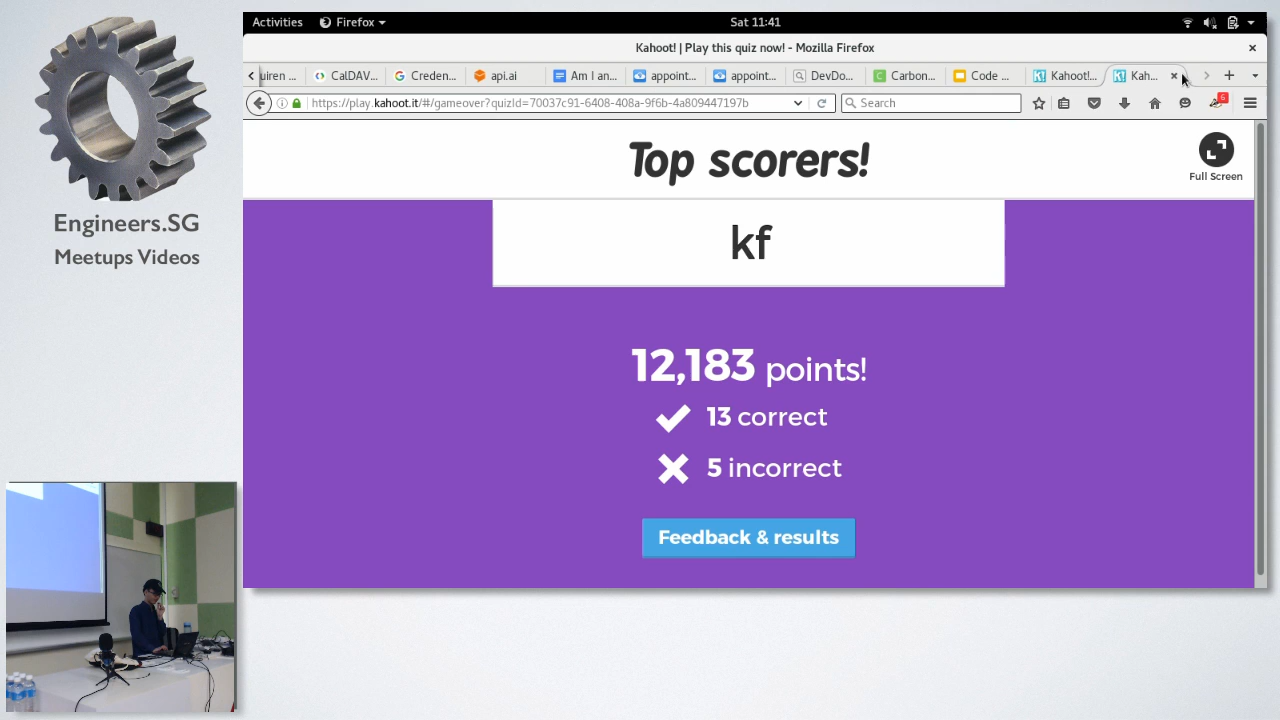 Activities
Firefox
Sat 11:41
Kahoot! | Play this quiz now! - Mozilla Firefox
uiren ...
CalDAV...
Creden...
api.ai
Am I an...
appoint...
appoint...
DevDo...
Carbon...
Code ...
Kahoot!...
Kah...
https://play.kahoot.it/#/gameover?quizId=70037c91-6408-408a-9f6b-4a809447197b
Search
6
Top scorers!
Full Screen
kf
12,183 points!
13 correct
5 incorrect
Feedback & results
Engineers.SG
Meetups Videos